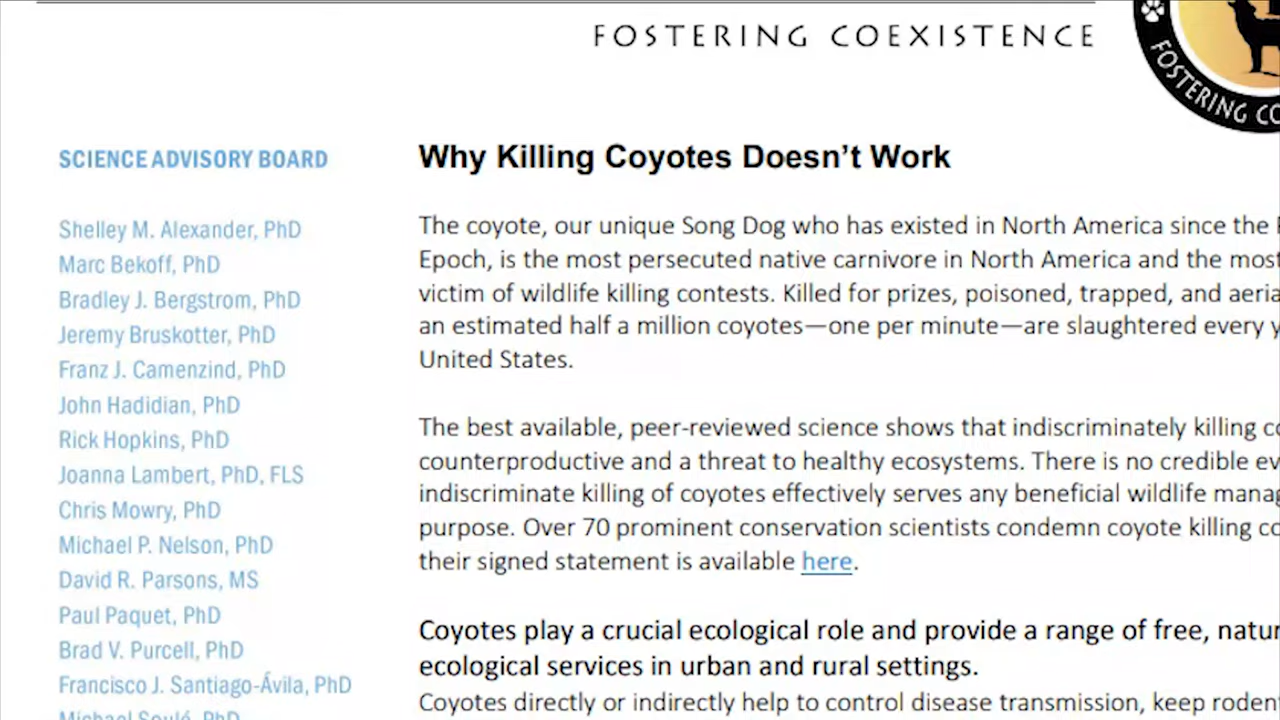 FOSTERING COEXISTENCE
FOSTERING CO
SCIENCE ADVISORY BOARD
Shelley M. Alexander, PhD
Marc Bekoff, PhD
Bradley J. Bergstrom, PhD
Jeremy Bruskotter, PhD
Franz J. Camenzind, PhD
John Hadidian, PhD
Rick Hopkins, PhD
Joanna Lambert, PhD, FLS
Chris Mowry, PhD
Michael P. Nelson, PhD
David R. Parsons, MS
Paul Paquet, PhD
Brad V. Purcell, PhD
Francisco J. Santiago-Ávila, PhD
Michael Soulé, PhD
Why Killing Coyotes Doesn’t Work
The coyote, our unique Song Dog who has existed in North America since the
Epoch, is the most persecuted native carnivore in North America and the most
victim of wildlife killing contests. Killed for prizes, poisoned, trapped, and aeria
an estimated half a million coyotes—one per minute—are slaughtered every y
United States.
The best available, peer-reviewed science shows that indiscriminately killing co
counterproductive and a threat to healthy ecosystems. There is no credible ev
indiscriminate killing of coyotes effectively serves any beneficial wildlife mana
purpose. Over 70 prominent conservation scientists condemn coyote killing co
their signed statement is available here.
Coyotes play a crucial ecological role and provide a range of free, natur
ecological services in urban and rural settings.
Coyotes directly or indirectly help to control disease transmission, keep roden